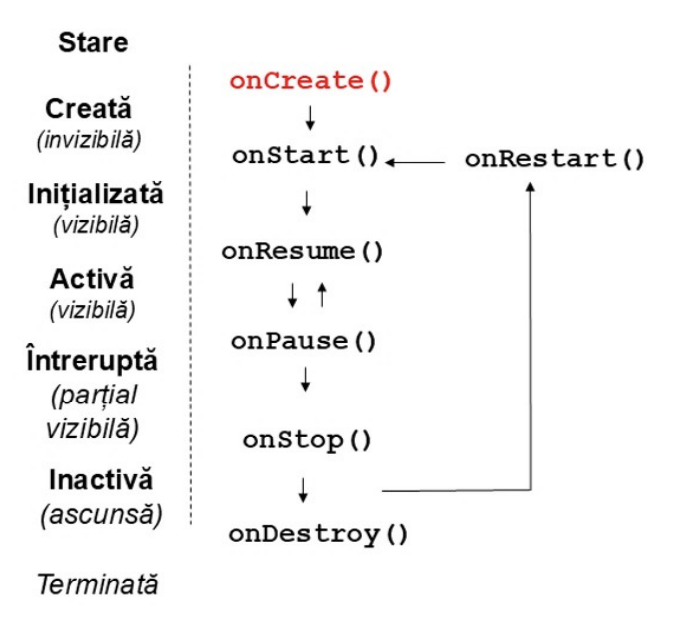 Stare
onCreate()
Creată
(invizibilă)
onStart()
onRestart()
Inițializată
(vizibilă)
onResume()
Activă
(vizibilă)
onPause()
Întreruptă
(parțial
vizibilă)
onStop()
Inactivă
(ascunsă)
onDestroy()
Terminată